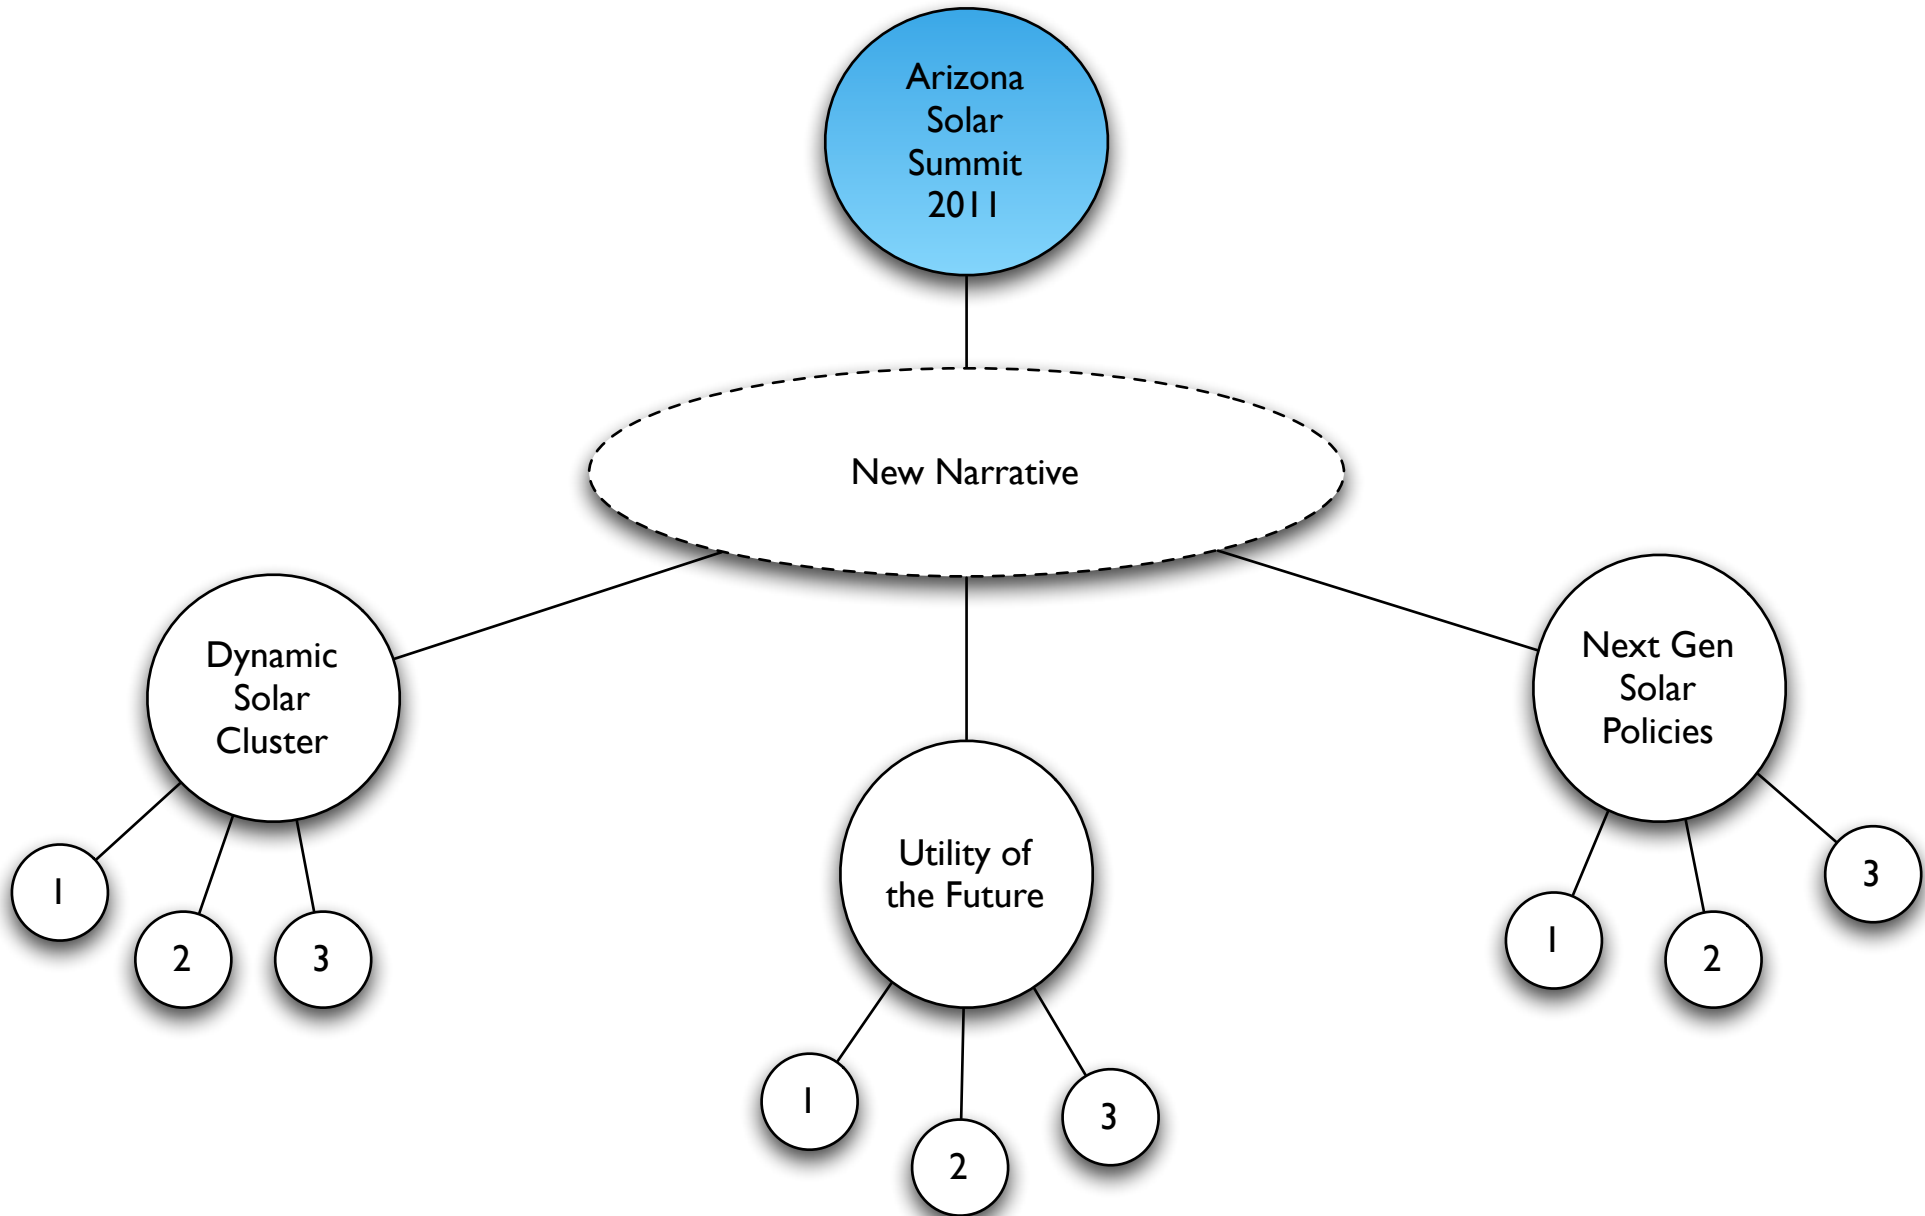 Arizona
Solar
Summit
2011
New Narrative
Dynamic
Solar
Cluster
1
2
3
Utility of
the Future
1
2
3
Next Gen
Solar
Policies
1
2
3